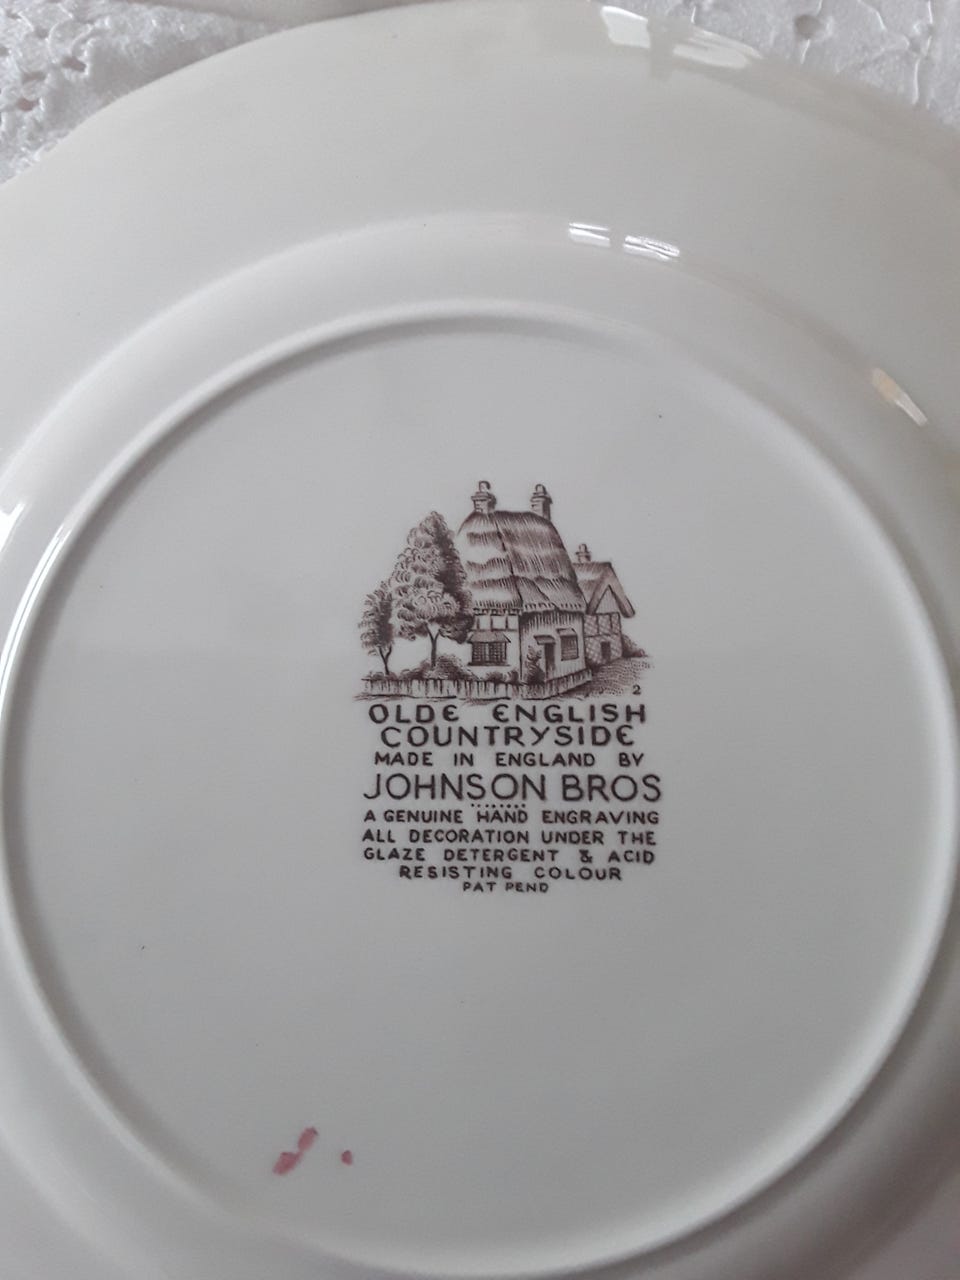 2
OLDE ENGLISH
COUNTRYSIDE
MADE IN ENGLAND BY
JOHNSON BROS
A GENUINE HAND ENGRAVING
ALL DECORATION UNDER THE
GLAZE DETERGENT & ACID
RESISTING COLOUR
PAT PEND